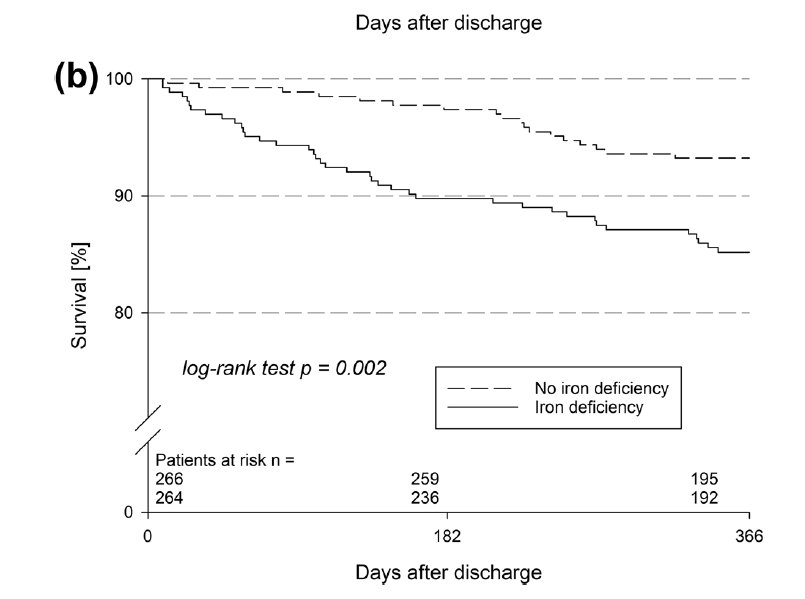 Days after discharge
(b)
100
90
80
0
Survival [%]
log-rank test p = 0.002
No iron deficiency
Iron deficiency
Patients at risk n =
266 259 195
264 236 192
0 182 366
Days after discharge